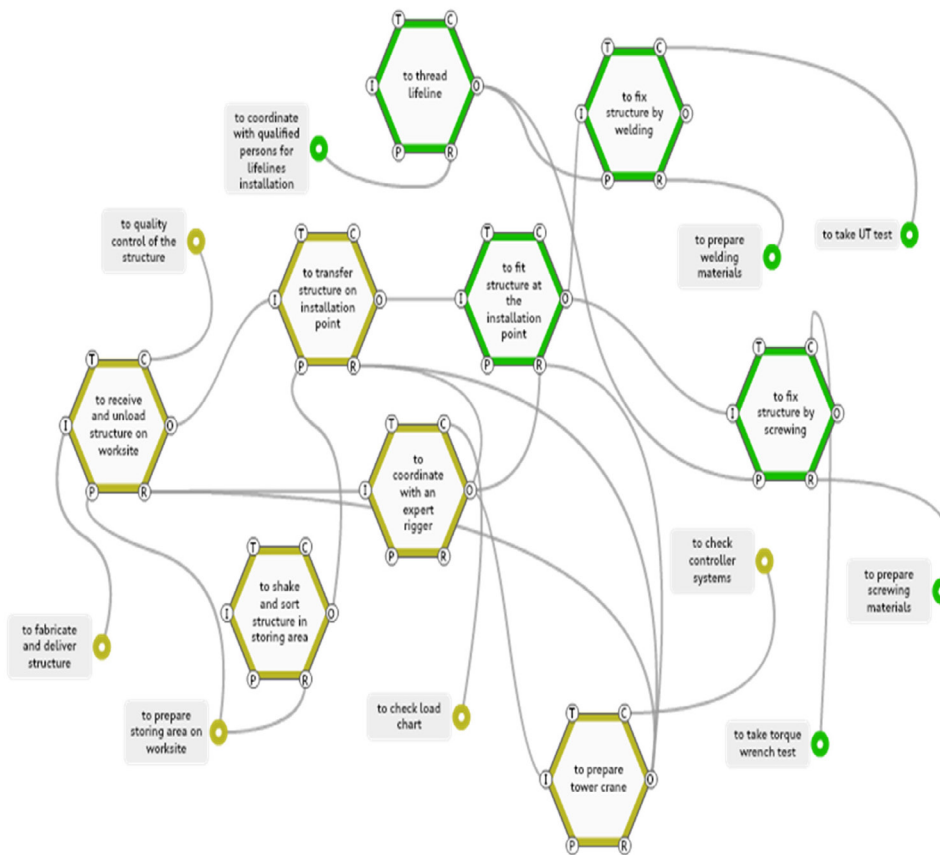 T C
to thread
lifeline
I O
P R
T C
to fix
structure by
welding
I O
P R
to coordinate
with qualified
persons for
lifelines
installation
to quality
control of the
structure
to prepare
welding
materials
to take UT test
T C
to transfer
structure on
installation
point
I O
P R
T C
to fit
structure at
the
installation
point
I O
P R
T C
to receive
and unload
structure on
worksite
I O
P R
T C
to fix
structure by
screwing
I O
P R
T C
to
coordinate
with an
expert
rigger
I O
P R
to check
controller
systems
to prepare
screwing
materials
T C
to shake
and sort
structure in
storing area
I O
P R
to fabricate
and deliver
structure
to prepare
storing area on
worksite
to check load
chart
T C
to prepare
tower crane
I O
P R
to take torque
wrench test